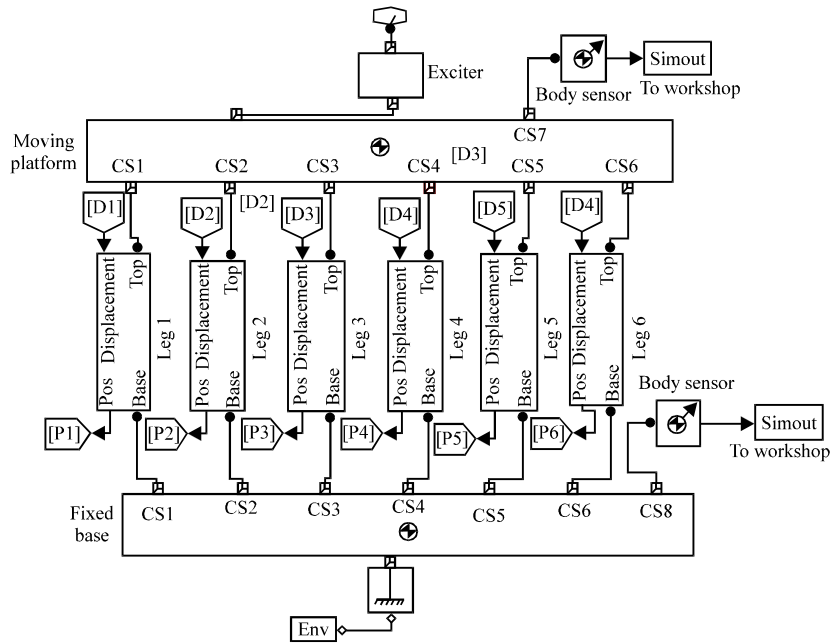 Exciter
Simout
Body sensor
To workshop
Moving
platform
CS7
[D3]
CS1
CS2
CS3
CS4
CS5
CS6
[D1]
[D2]
[D2]
[D3]
[D4]
[D5]
[D4]
Pos Displacement
Top
Base
Leg 1
Pos Displacement
Top
Base
Leg 2
Pos Displacement
Top
Base
Leg 3
Pos Displacement
Top
Base
Leg 4
Pos Displacement
Top
Base
Leg 5
Pos Displacement
Top
Base
Leg 6
Body sensor
Simout
To workshop
[P1]
[P2]
[P3]
[P4]
[P5]
[P6]
Fixed
base
CS1
CS2
CS3
CS4
CS5
CS6
CS8
Env